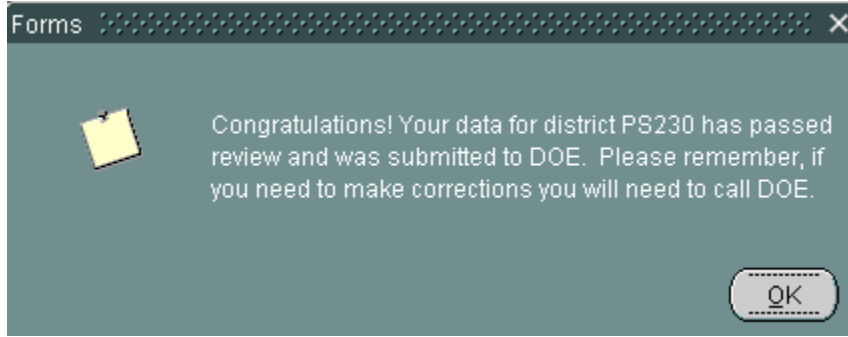 Forms
Congratulations! Your data for district PS230 has passed
review and was submitted to DOE.  Please remember, if
you need to make corrections you will need to call DOE.
OK